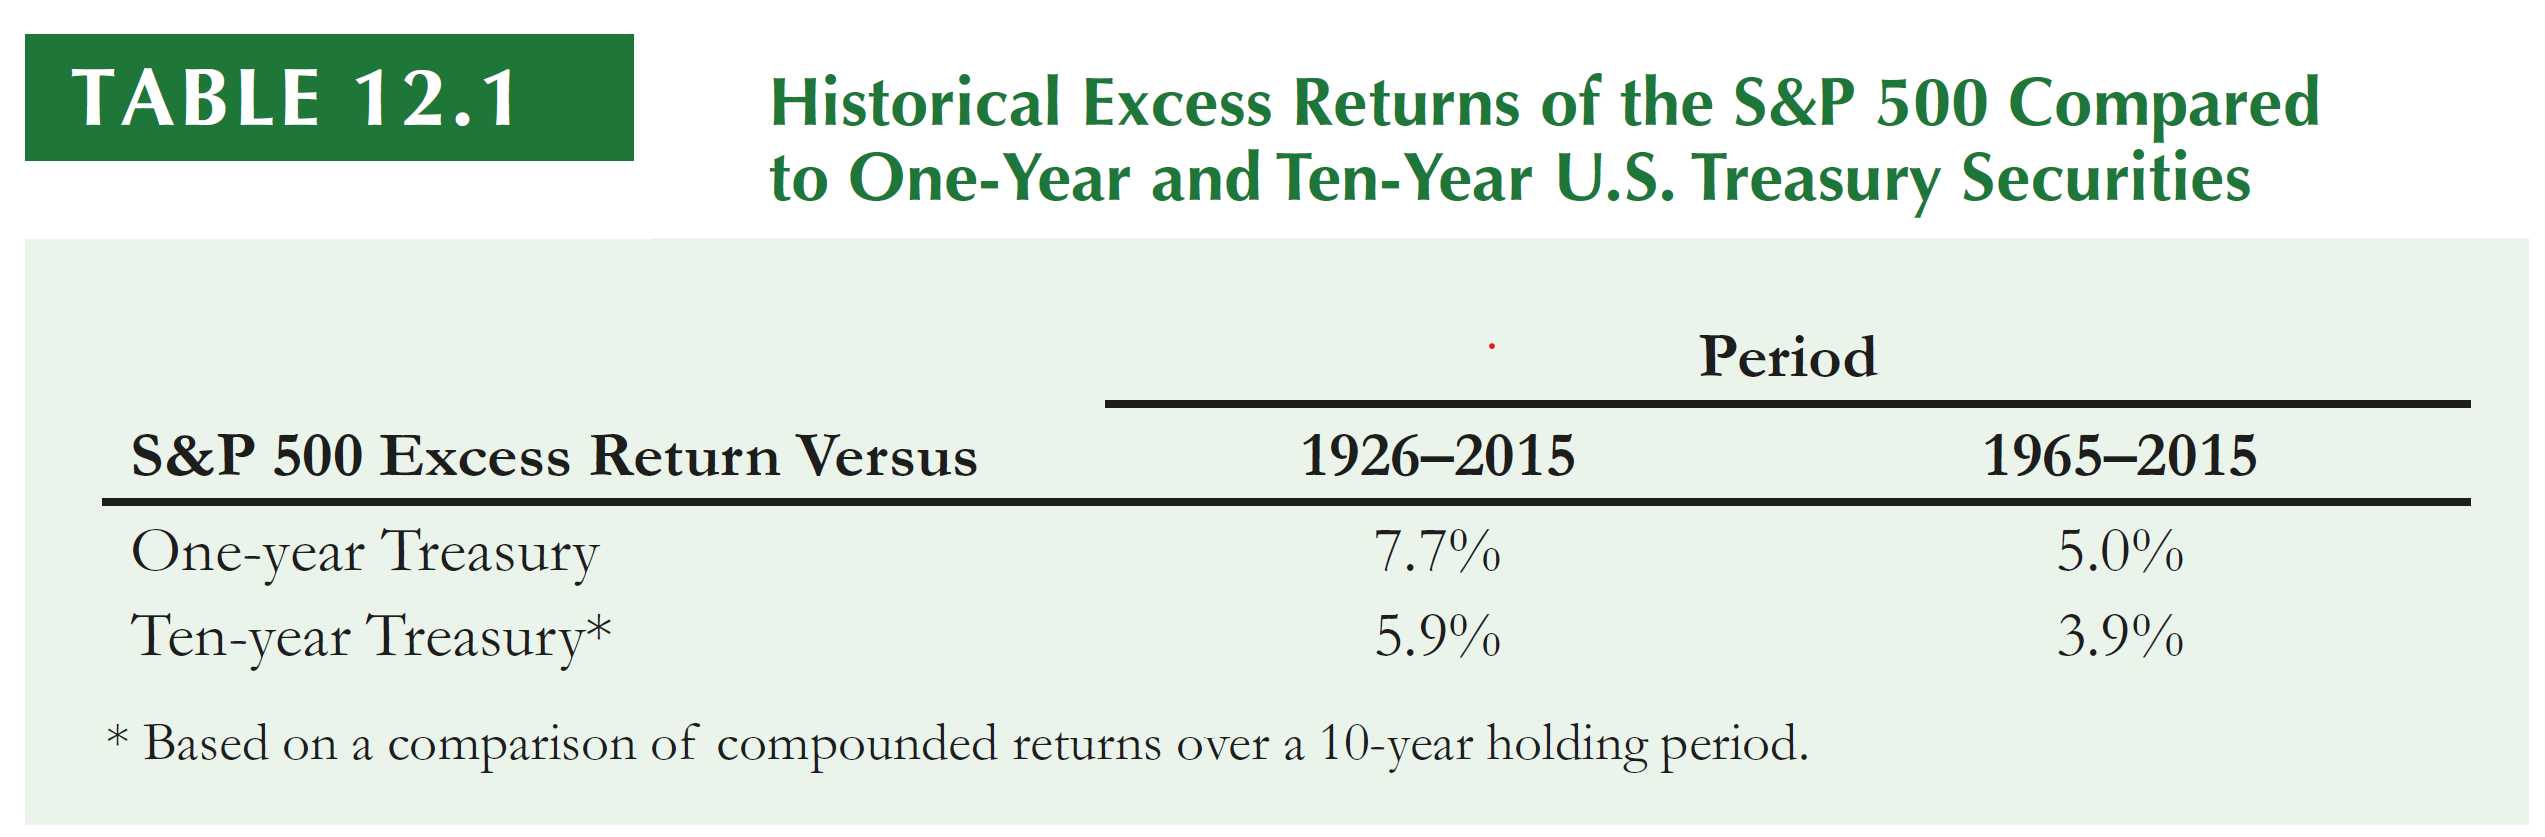 TABLE 12.1
Historical Excess Returns of the S&P 500 Compared
to One-Year and Ten-Year U.S. Treasury Securities
Period
S&P 500 Excess Return Versus 1926–2015 1965–2015
One-year Treasury 7.7% 5.0%
Ten-year Treasury* 5.9% 3.9%
* Based on a comparison of compounded returns over a 10-year holding period.